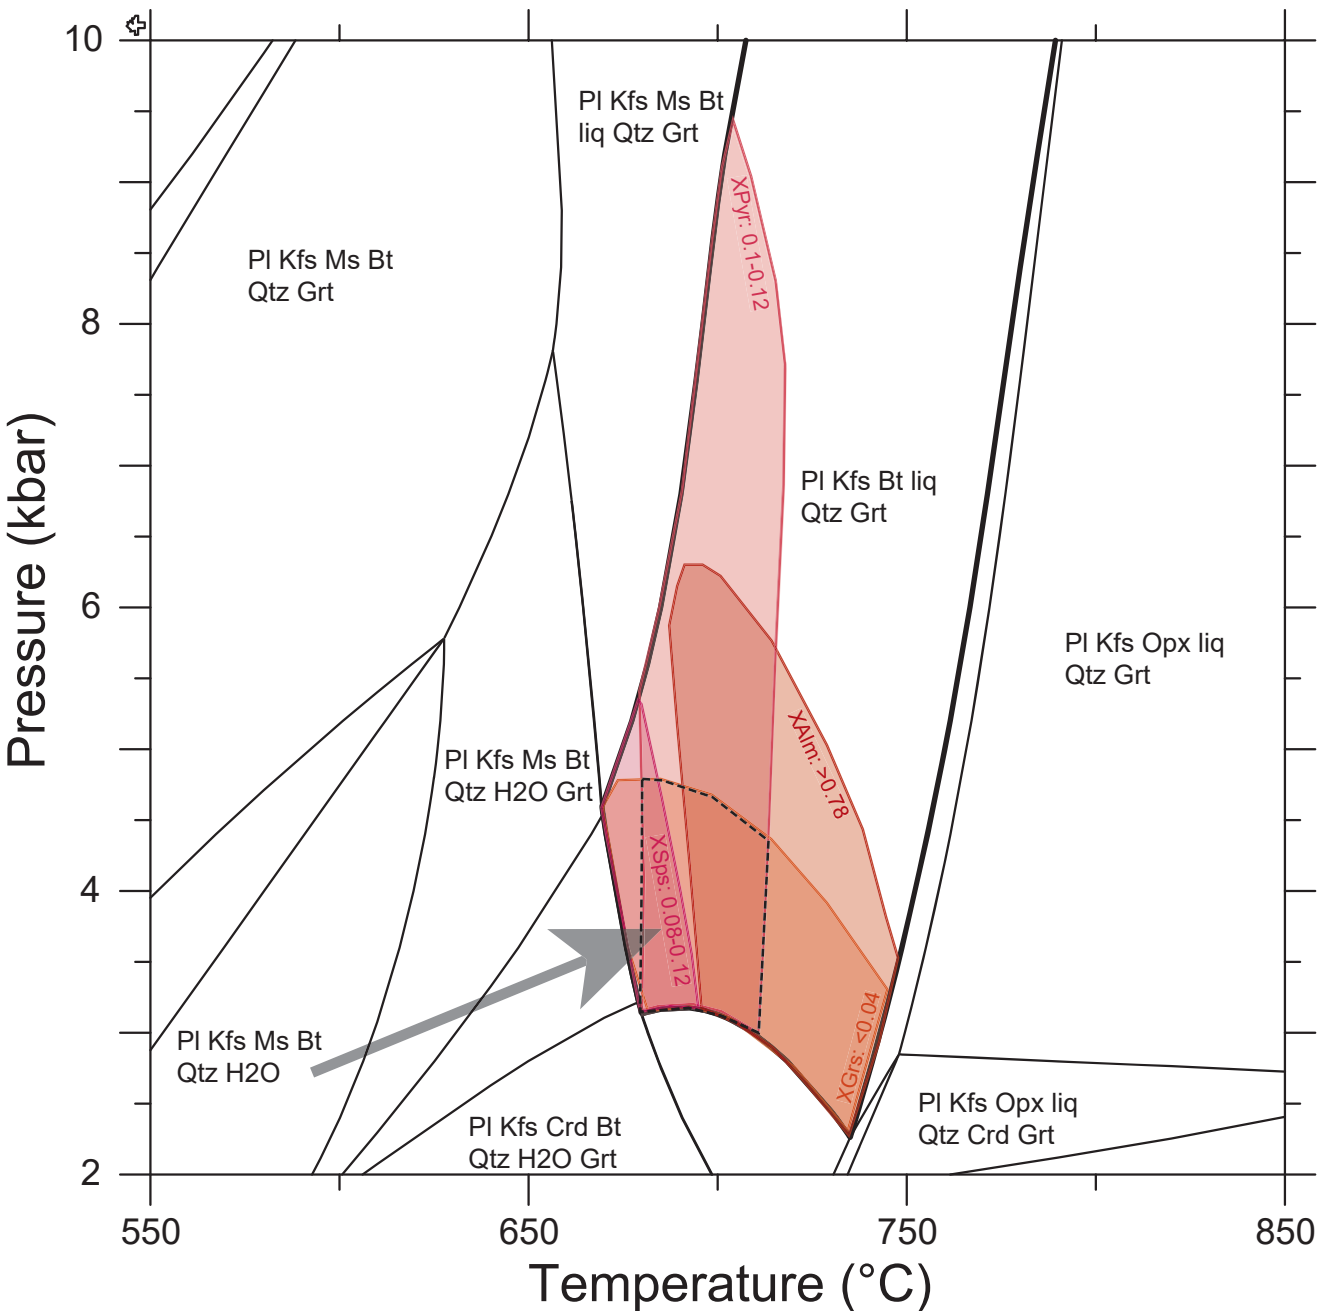 10
8
6
4
2
Pressure (kbar)
Pl Kfs Ms Bt
liq Qtz Grt
XPyr: 0.1-0.12
Pl Kfs Ms Bt
Qtz Grt
Pl Kfs Bt liq
Qtz Grt
Pl Kfs Opx liq
Qtz Grt
XAlm: >0.78
Pl Kfs Ms Bt
Qtz H2O Grt
XSps: 0.08-0.12
XGrs: <0.04
Pl Kfs Ms Bt
Qtz H2O
Pl Kfs Crd Bt
Qtz H2O Grt
Pl Kfs Opx liq
Qtz Crd Grt
550
650
750
850
Temperature (°C)